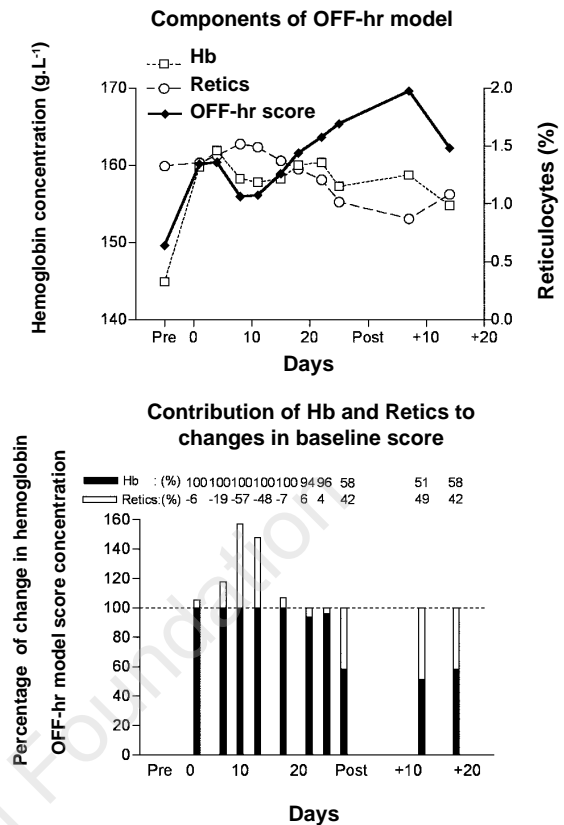 Components of OFF-hr model
Hb
Retics
OFF-hr score
Hemoglobin concentration (g.L-1)
170
160
150
140
2.0
1.5
1.0
0.5
0.0
Reticulocytes (%)
Pre 0 10 20 Post +10 +20
Days
Contribution of Hb and Retics to
changes in baseline score
Hb : (%) 100 100 100 100 100 94 96 58 51 58
Retics:(%) -6 -19 -57 -48 -7 6 4 42 49 42
Percentage of change in hemoglobin
OFF-hr model score concentration
160
140
120
100
80
60
40
20
0
Pre 0 10 20 Post +10 +20
Days
Foundation